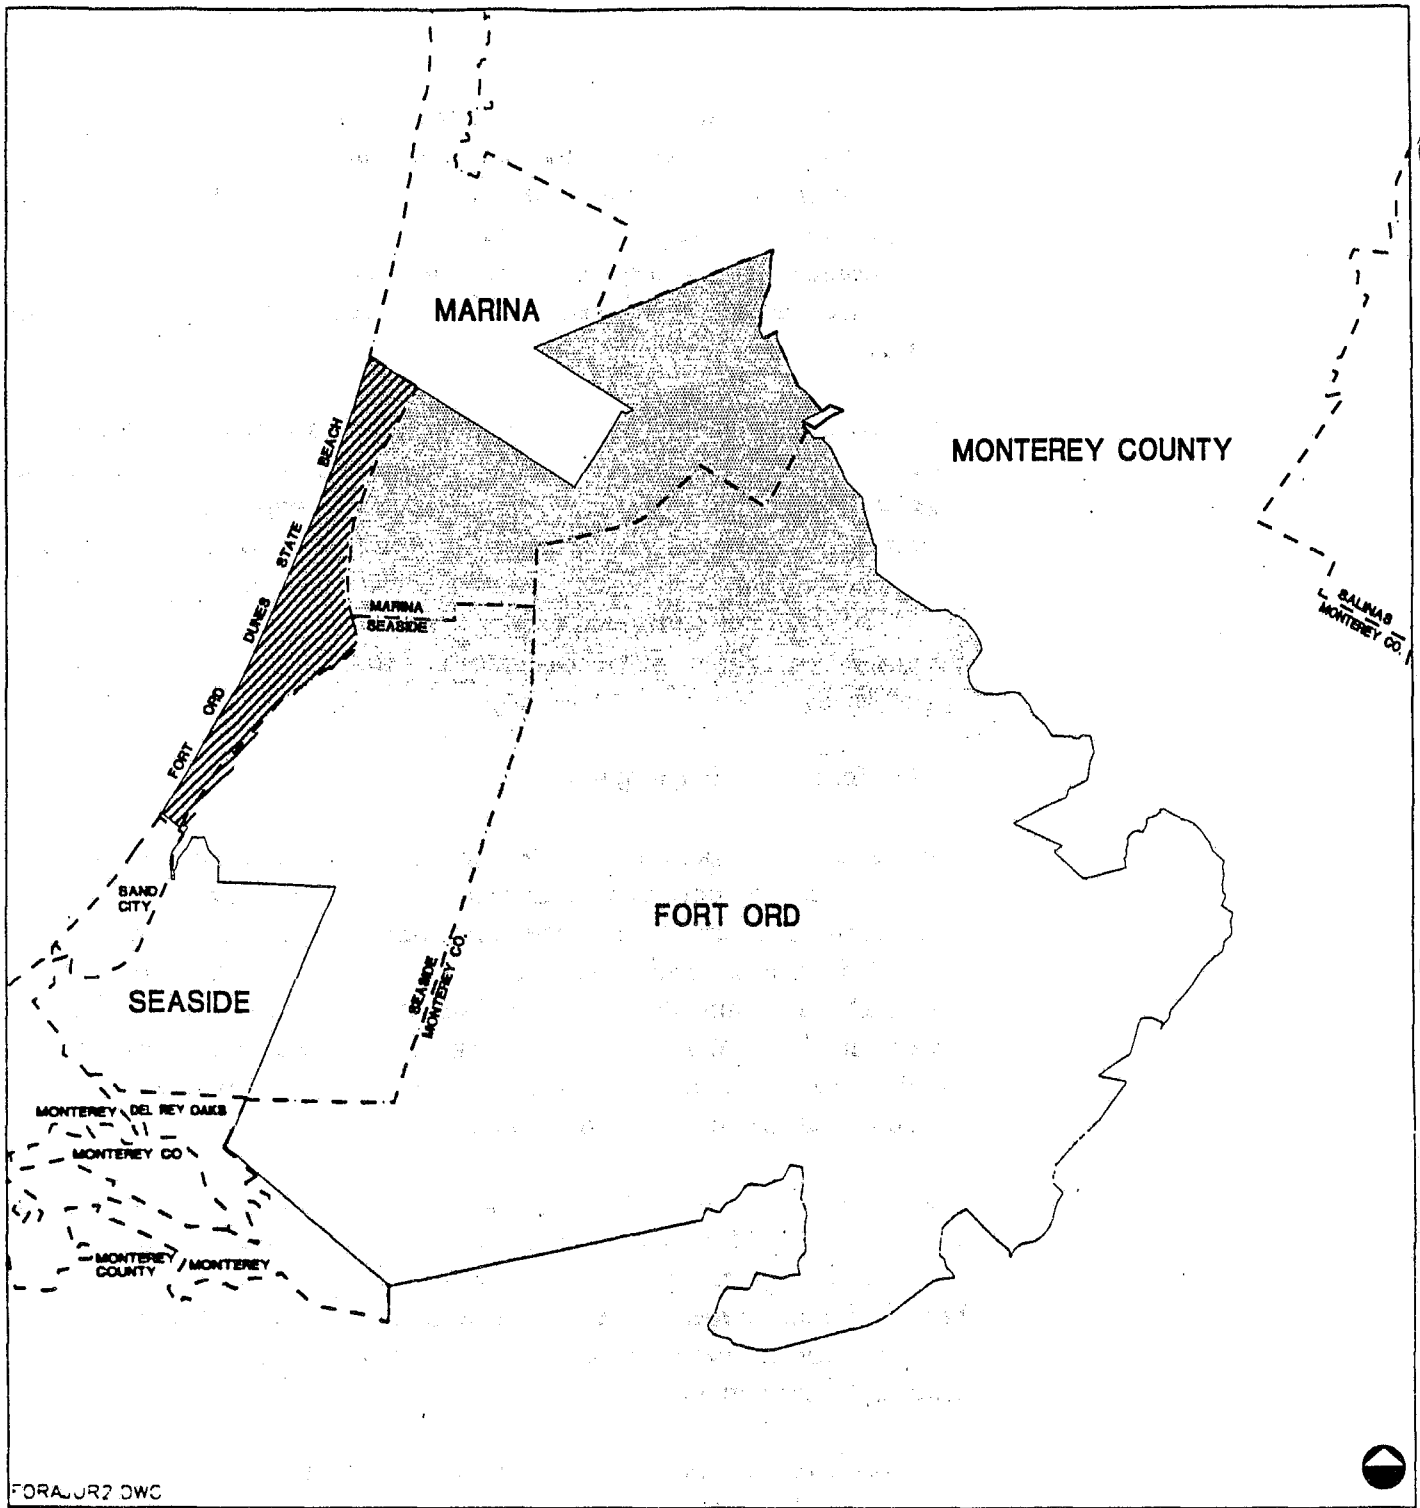 MARINA
MONTEREY COUNTY
FORT ORD DUNES STATE BEACH
MARINA
SEASIDE
SALINAS
MONTEREY CO.
SAND
CITY
FORT ORD
SEASIDE
MONTEREY CO.
SEASIDE
MONTEREY
DEL REY OAKS
MONTEREY CO
MONTEREY
COUNTY
MONTEREY